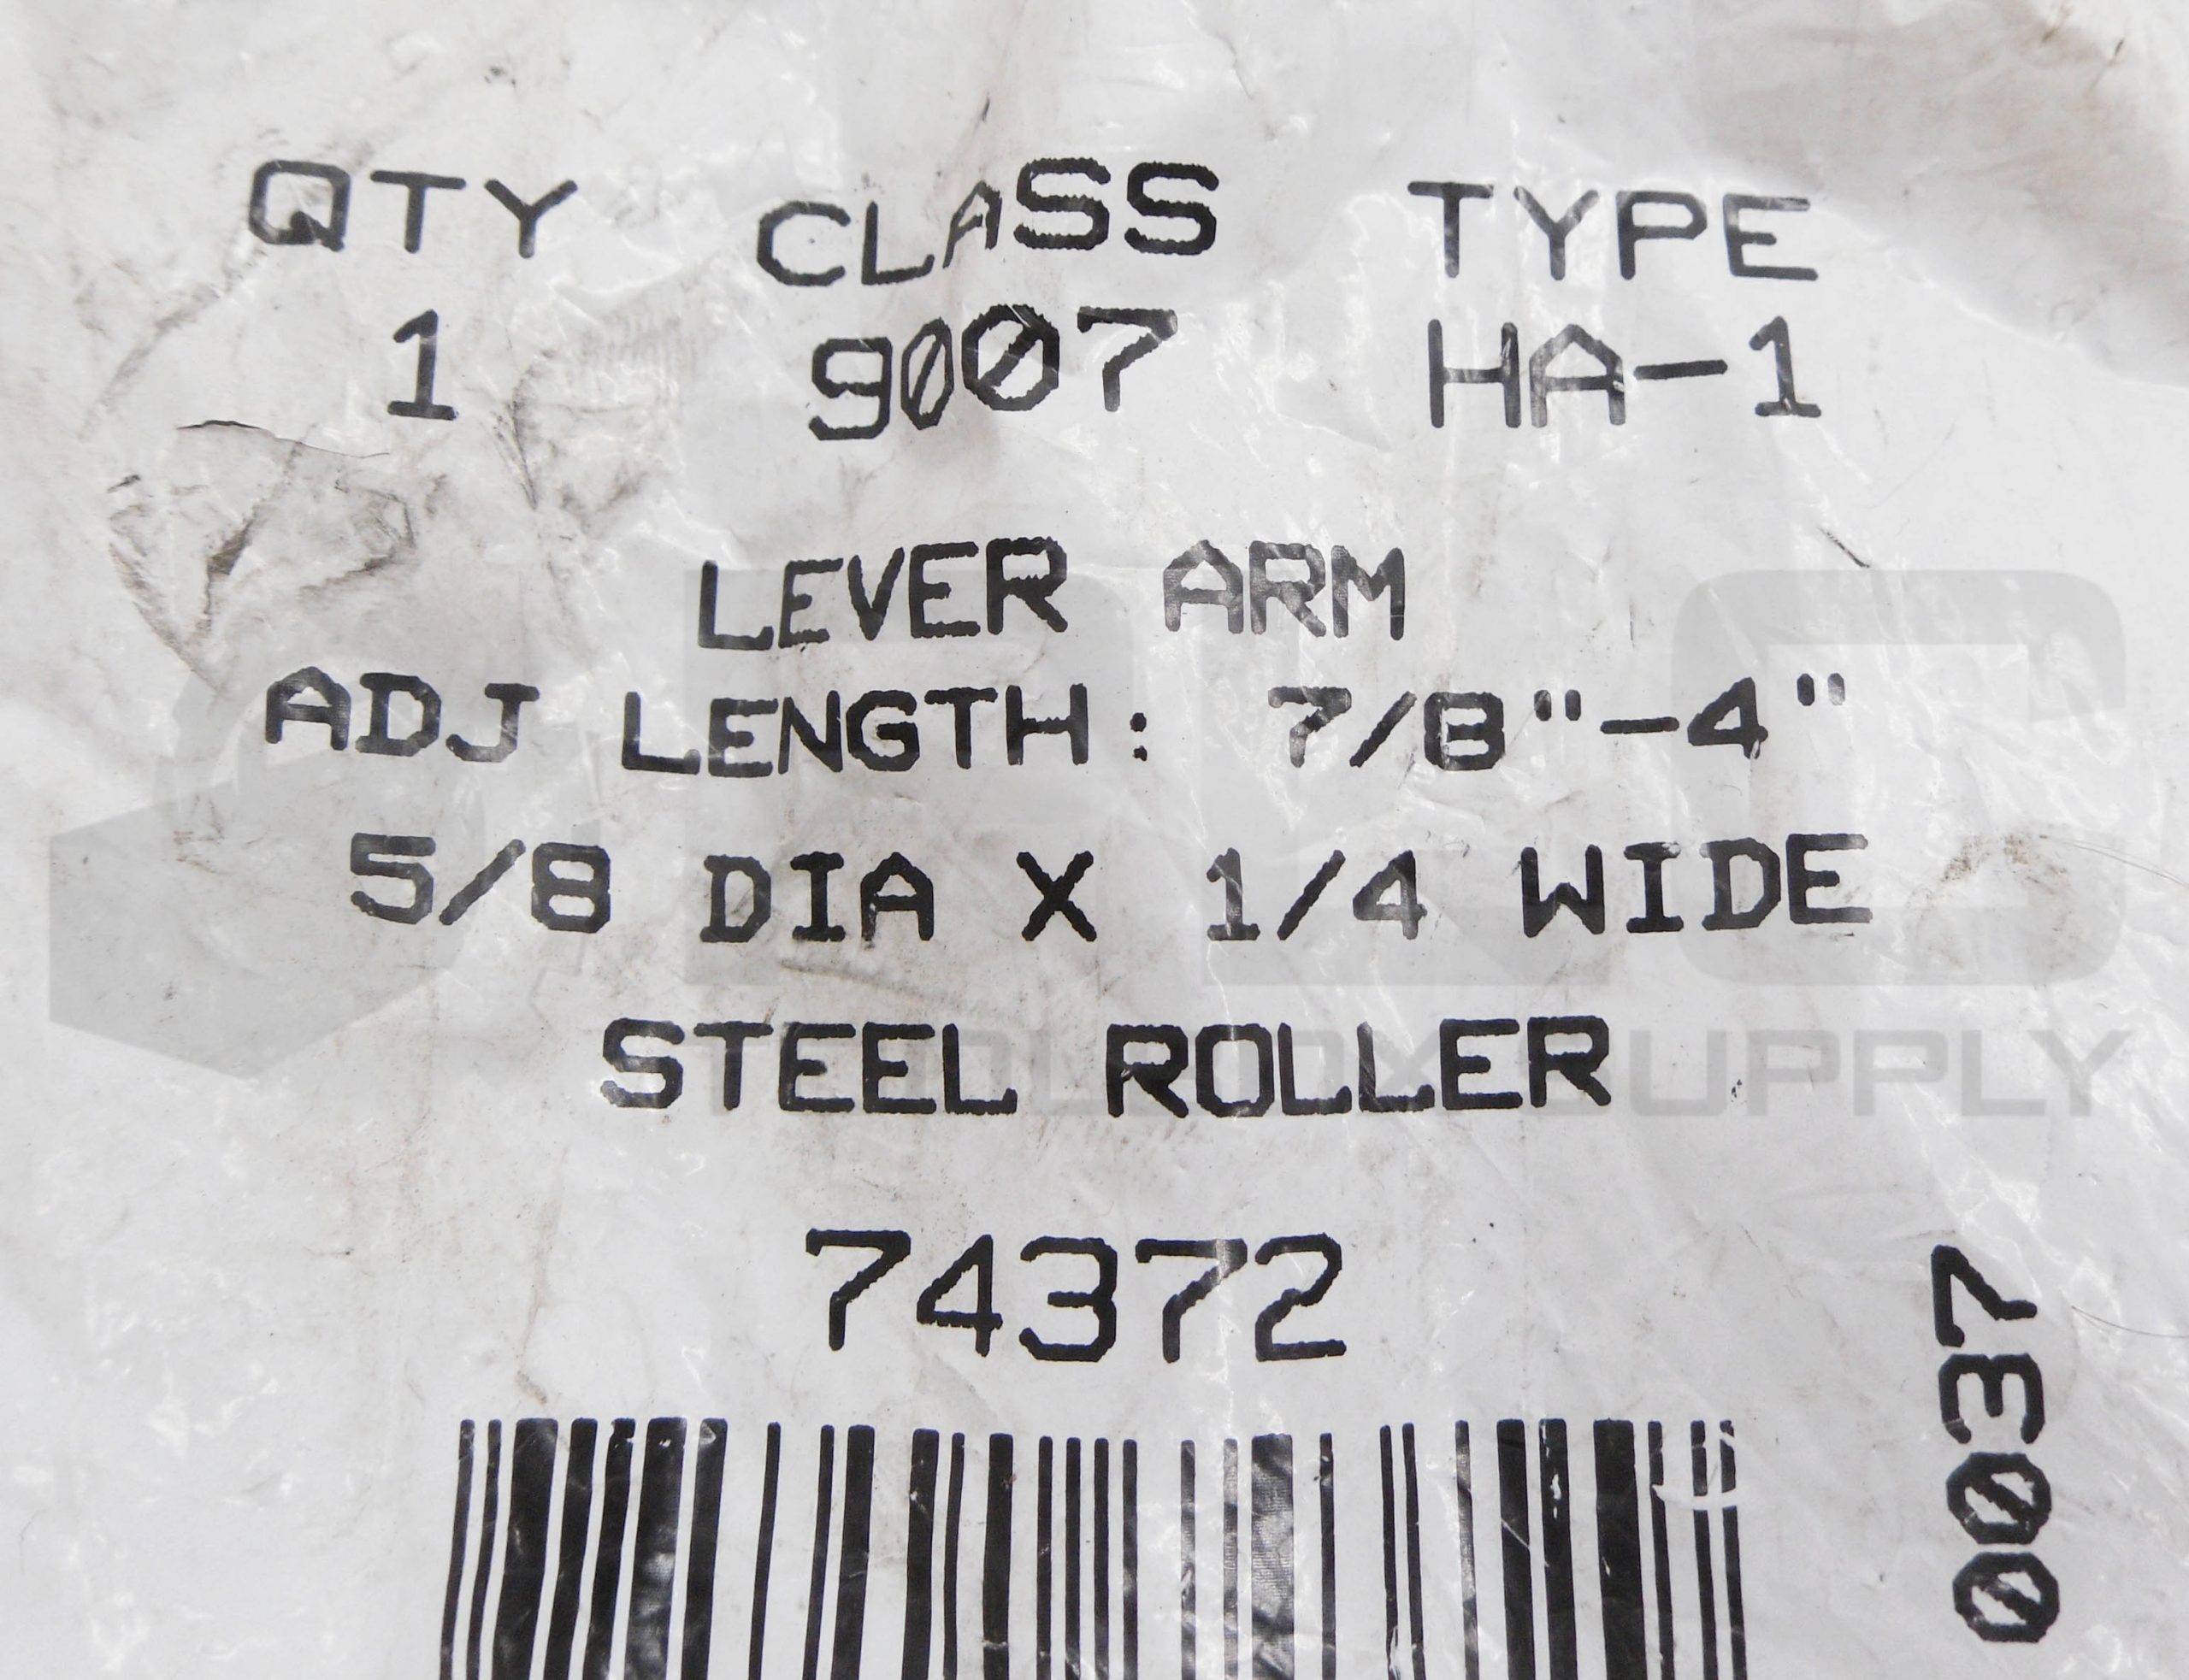 QTY CLASS TYPE
1 9007 HA-1
LEVER ARM
ADJ LENGTH: 7/8"-4"
5/8 DIA X 1/4 WIDE
STEEL ROLLER
74372
0037
SUPPLY